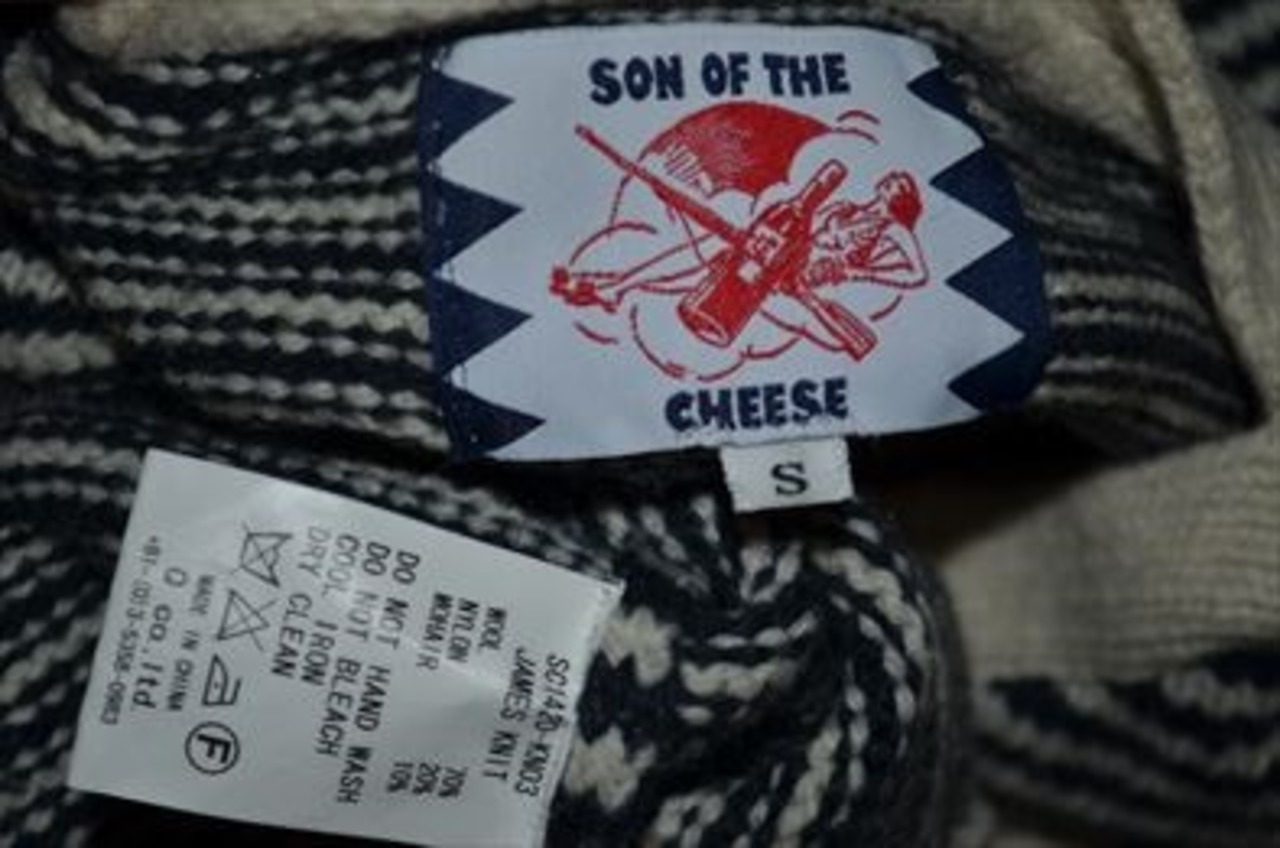 SON OF THE
CHEESE
S
SC1420-KN03
JAMES KNIT
WOOL 70%
NYLON 20%
MOHAIR 10%
DO NOT HAND WASH
DO NOT BLEACH
COOL IRON
DRY CLEAN
F
MADE IN CHINA
O co.ltd